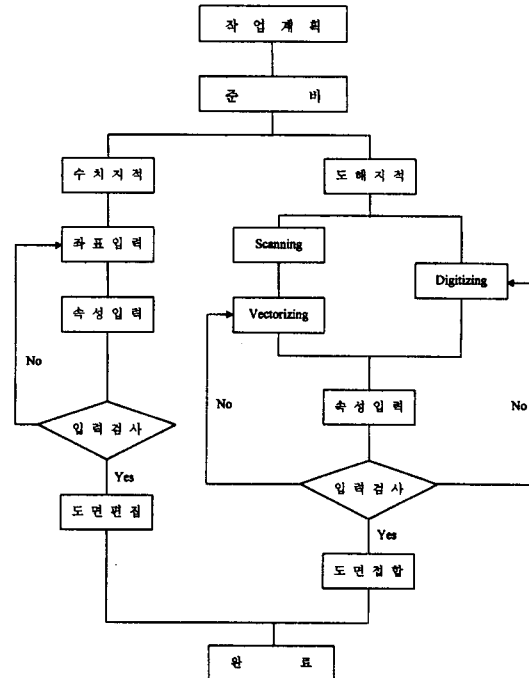 작업계획
준 비
수치지적
도해지적
좌표입력
Scanning
Digitizing
속성입력
Vectorizing
No
No
속성입력
No
입력검사
Yes
입력검사
도면편집
Yes
도면접합
완 료